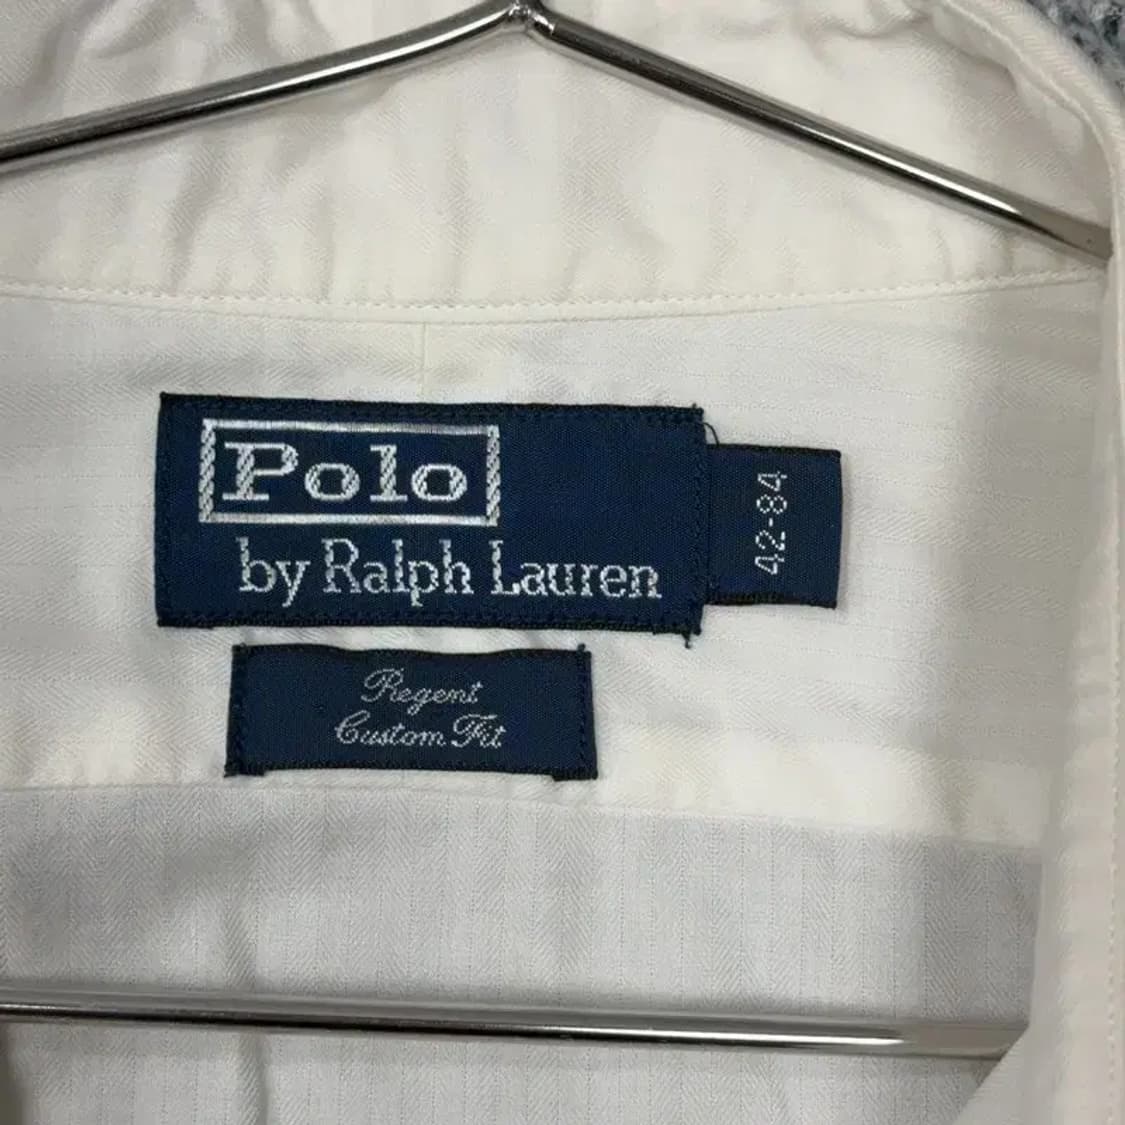 Polo
by Ralph Lauren
42-84
Regent
Custom Fit